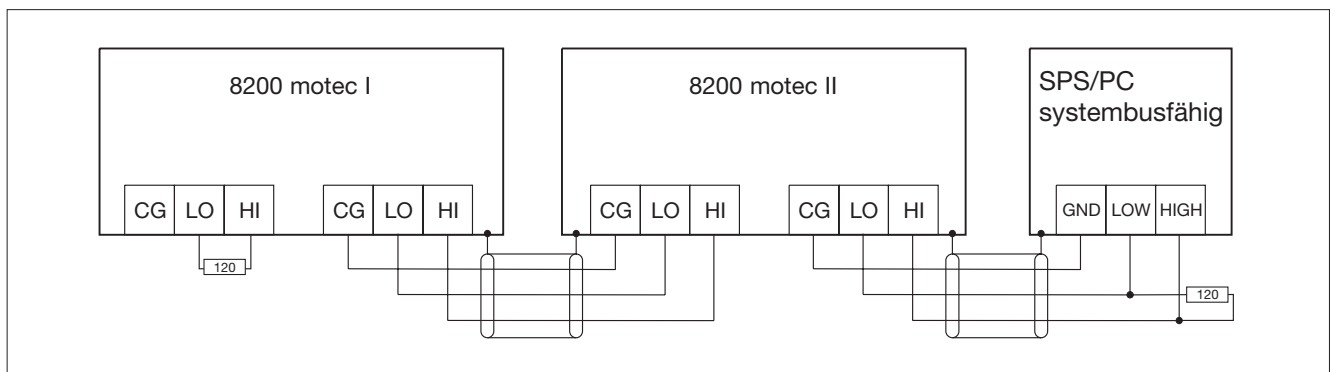 8200 motec I
8200 motec II
SPS/PC
systembusfähig
CG LO HI
CG LO HI
CG LO HI
CG LO HI
GND LOW HIGH
120
120